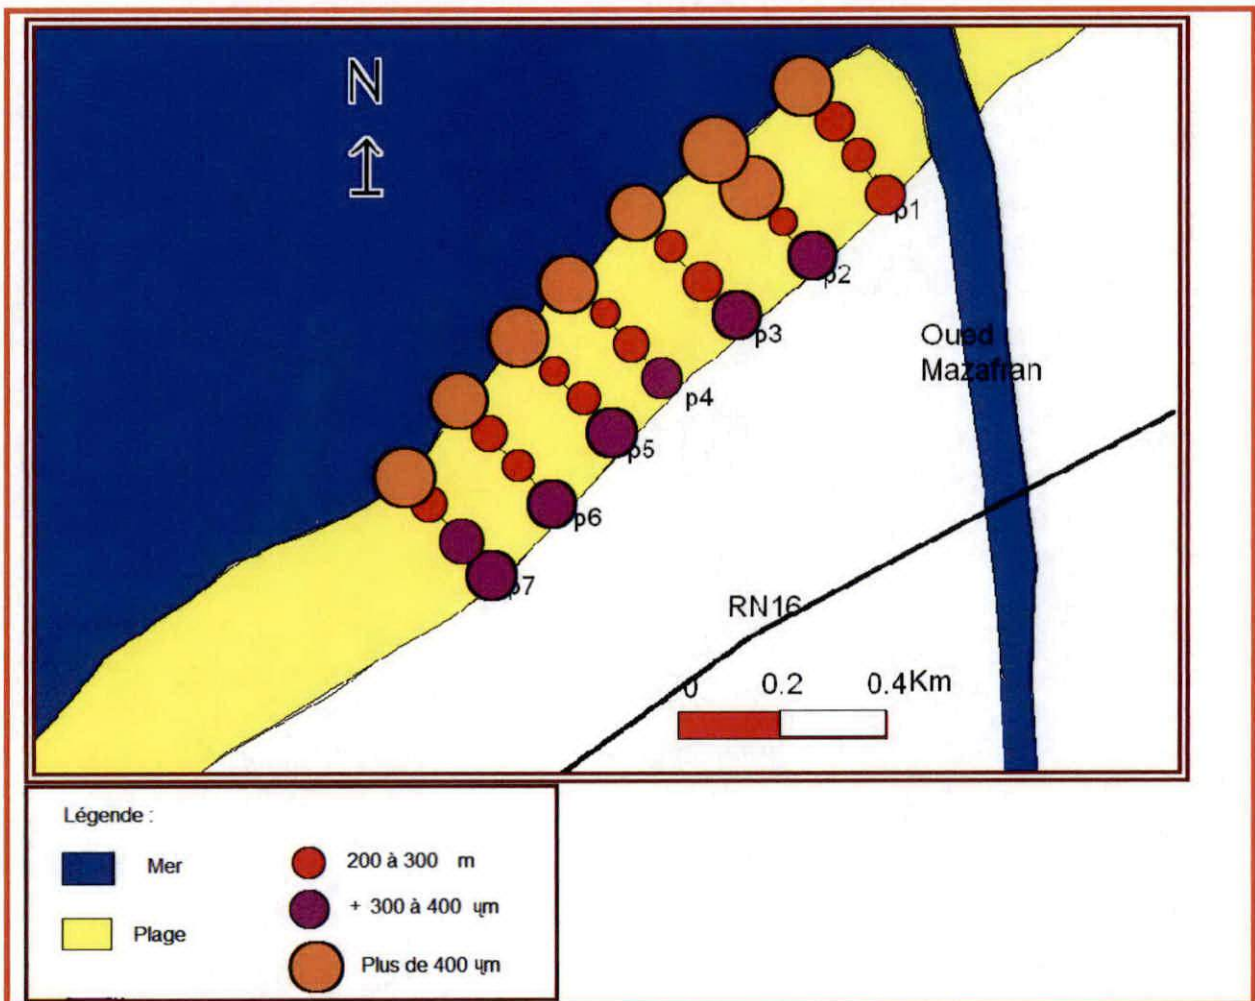 N
p1
p2
p3
p4
p5
p6
p7
Oued
Mazafran
RN16
0 0.2 0.4Km
Légende :
Mer
Plage
200 à 300 m
+ 300 à 400 ųm
Plus de 400 ųm